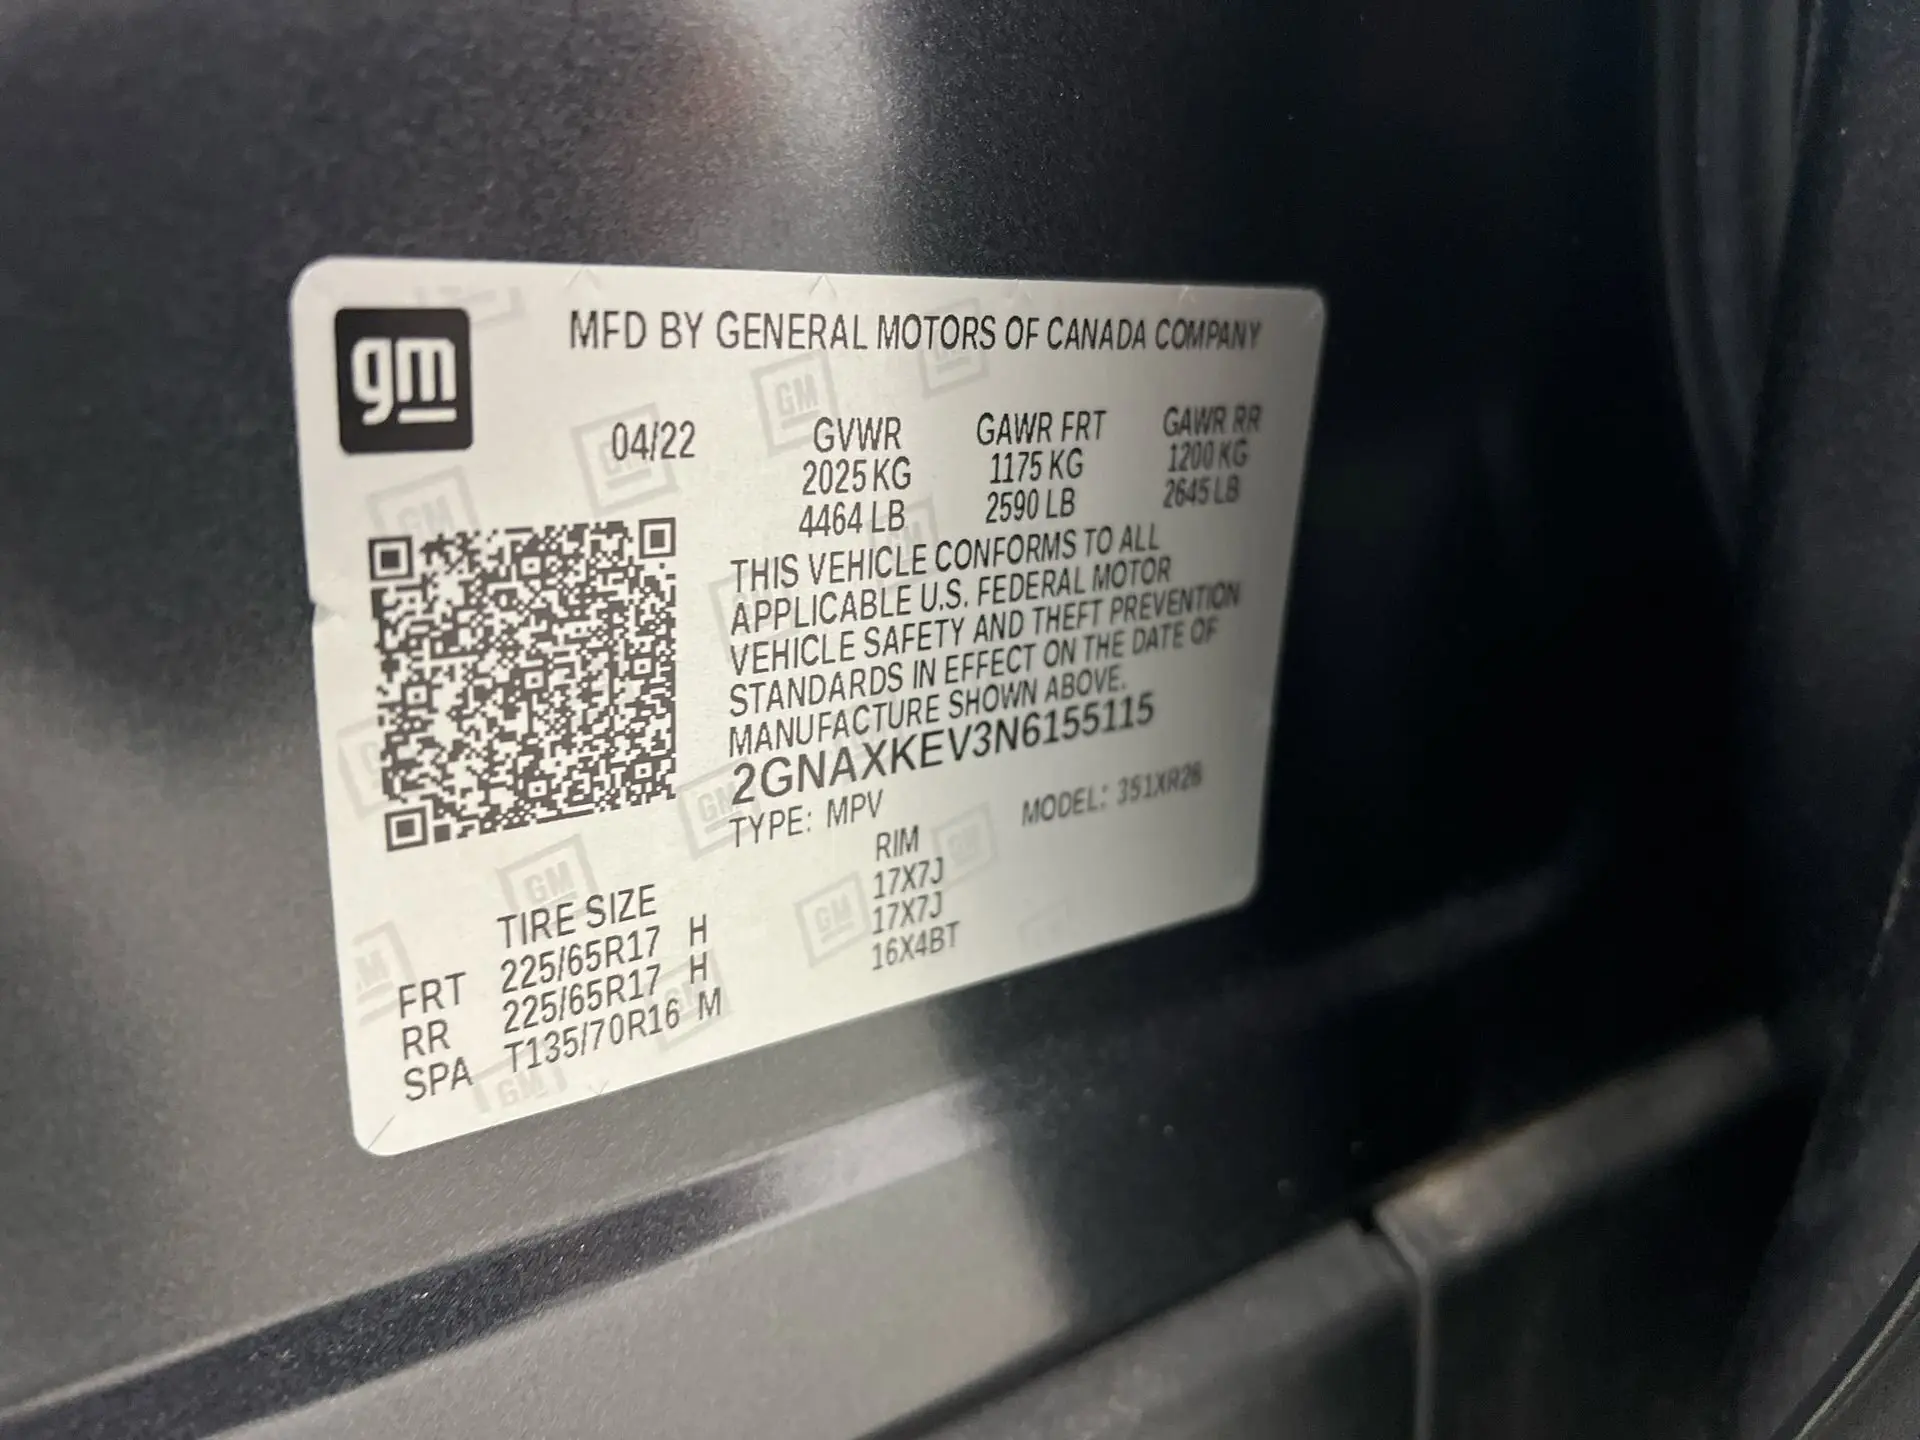 gm
MFD BY GENERAL MOTORS OF CANADA COMPANY
04/22
GVWR GAWR FRT GAWR RR
2025 KG 1175 KG 1200 KG
4464 LB 2590 LB 2645 LB
THIS VEHICLE CONFORMS TO ALL
APPLICABLE U.S. FEDERAL MOTOR
VEHICLE SAFETY AND THEFT PREVENTION
STANDARDS IN EFFECT ON THE DATE OF
MANUFACTURE SHOWN ABOVE.
2GNAXKEV3N6155115
TYPE: MPV MODEL: 351XR26
TIRE SIZE RIM
FRT 225/65R17 H 17X7J
RR 225/65R17 H 17X7J
SPA T135/70R16 M 16X4BT